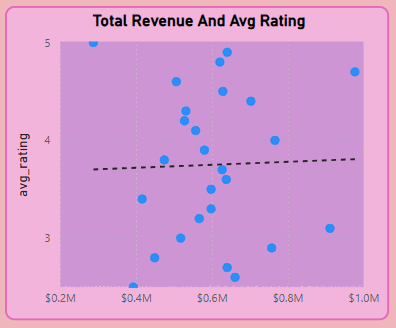 Total Revenue And Avg Rating
5
avg_rating
4
3
$0.2M $0.4M $0.6M $0.8M $1.0M